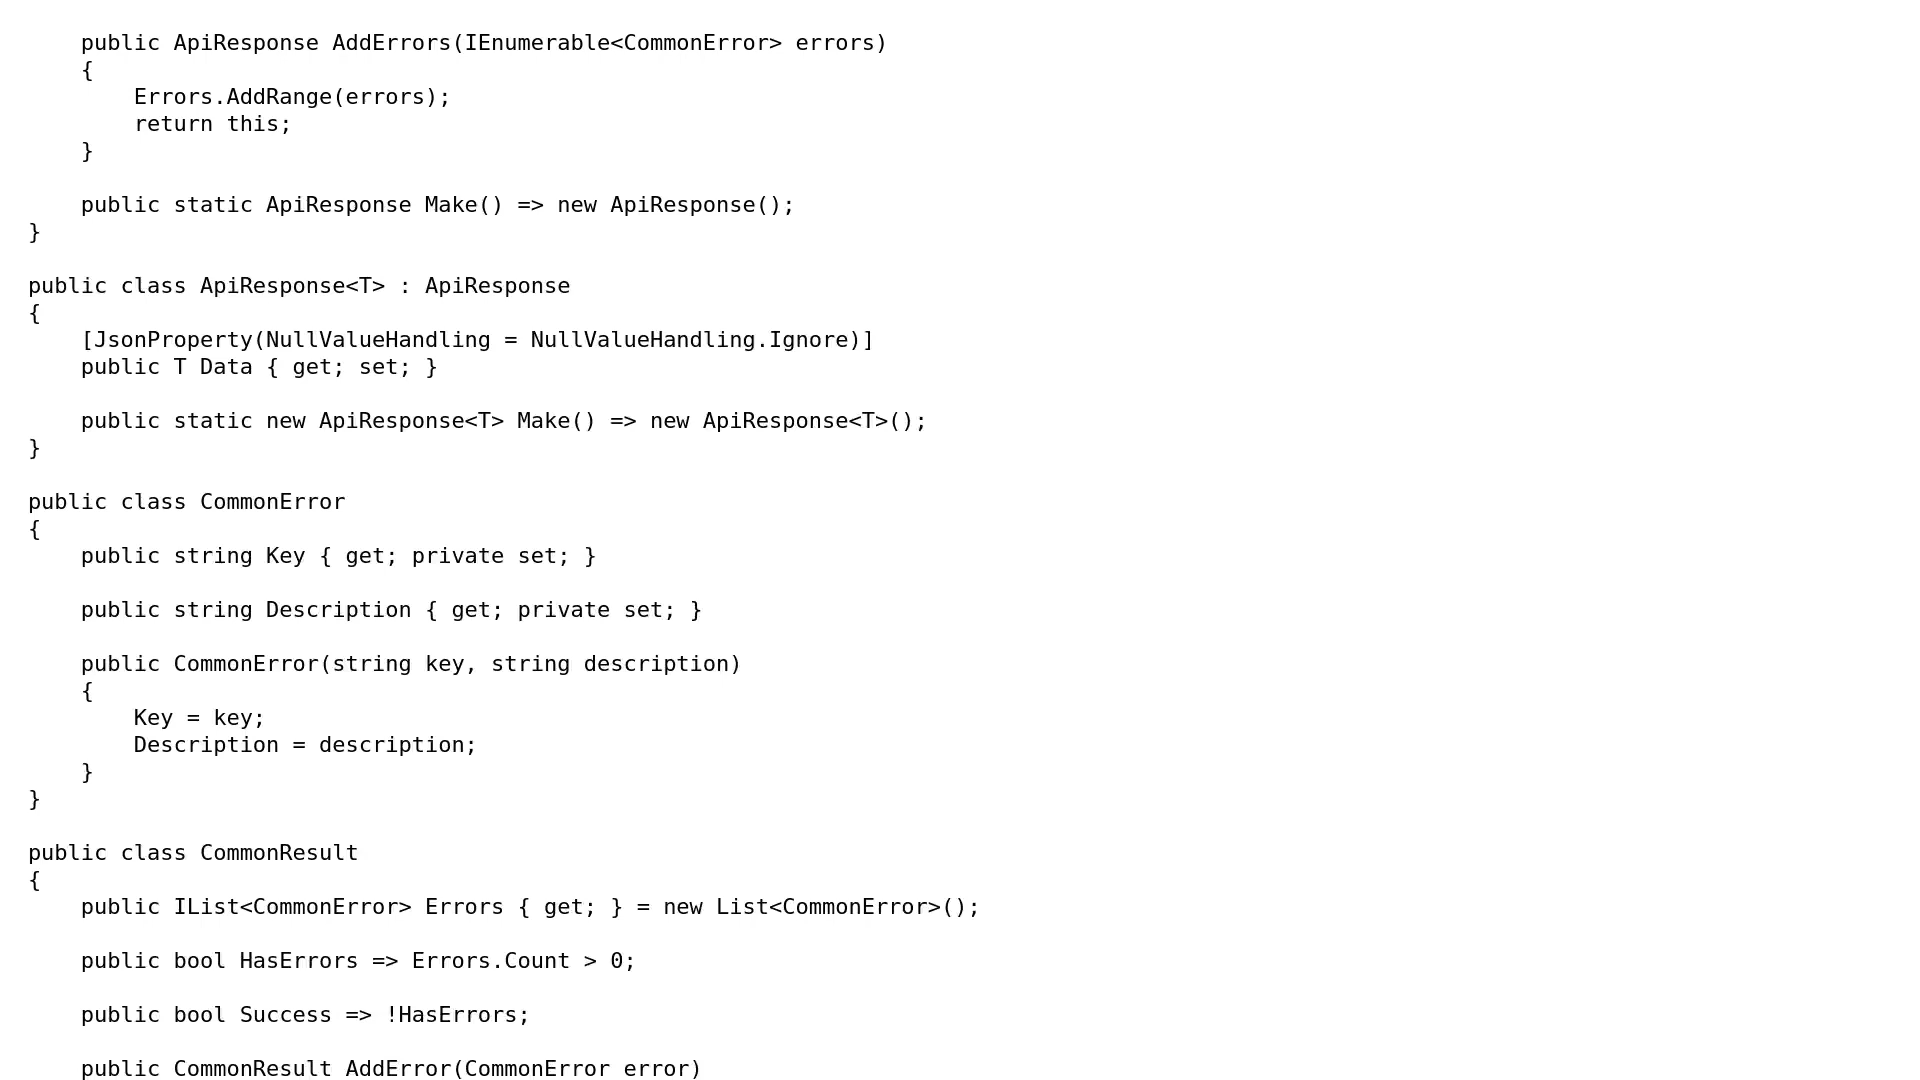 public ApiResponse AddErrors(IEnumerable<CommonError> errors)
    {
        Errors.AddRange(errors);
        return this;
    }

    public static ApiResponse Make() => new ApiResponse();
}

public class ApiResponse<T> : ApiResponse
{
    [JsonProperty(NullValueHandling = NullValueHandling.Ignore)]
    public T Data { get; set; }

    public static new ApiResponse<T> Make() => new ApiResponse<T>();
}

public class CommonError
{
    public string Key { get; private set; }

    public string Description { get; private set; }

    public CommonError(string key, string description)
    {
        Key = key;
        Description = description;
    }
}

public class CommonResult
{
    public IList<CommonError> Errors { get; } = new List<CommonError>();

    public bool HasErrors => Errors.Count > 0;

    public bool Success => !HasErrors;

    public CommonResult AddError(CommonError error)